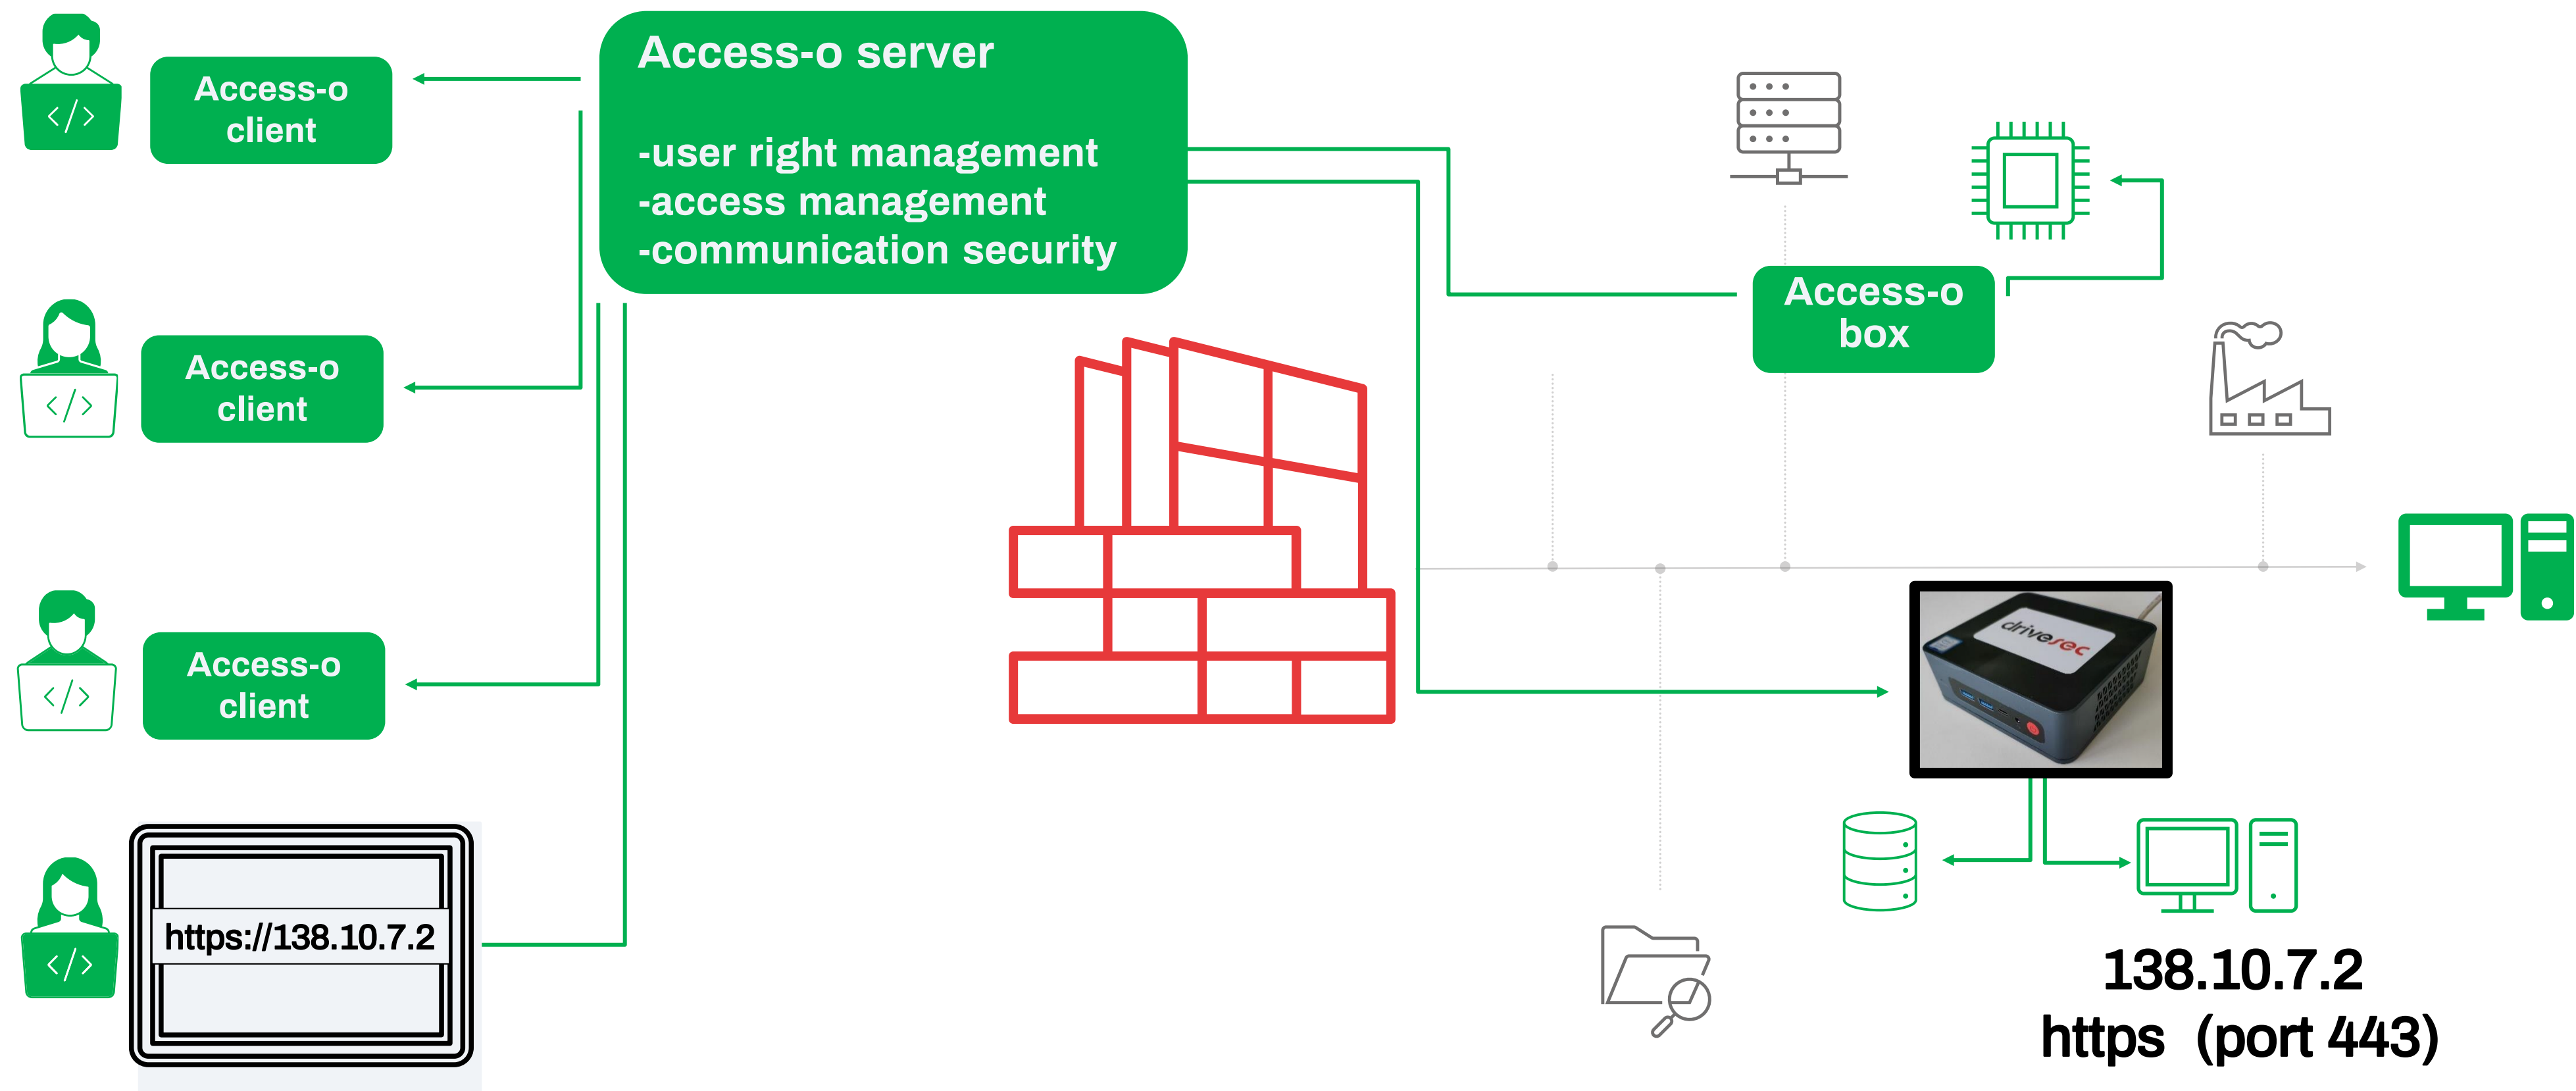 Access-o server
-user right management
-access management
-communication security
Access-o
client
</>
Access-o
client
</>
Access-o
client
</>
https://138.10.7.2
</>
Access-o
box
drivesec
138.10.7.2
https (port 443)